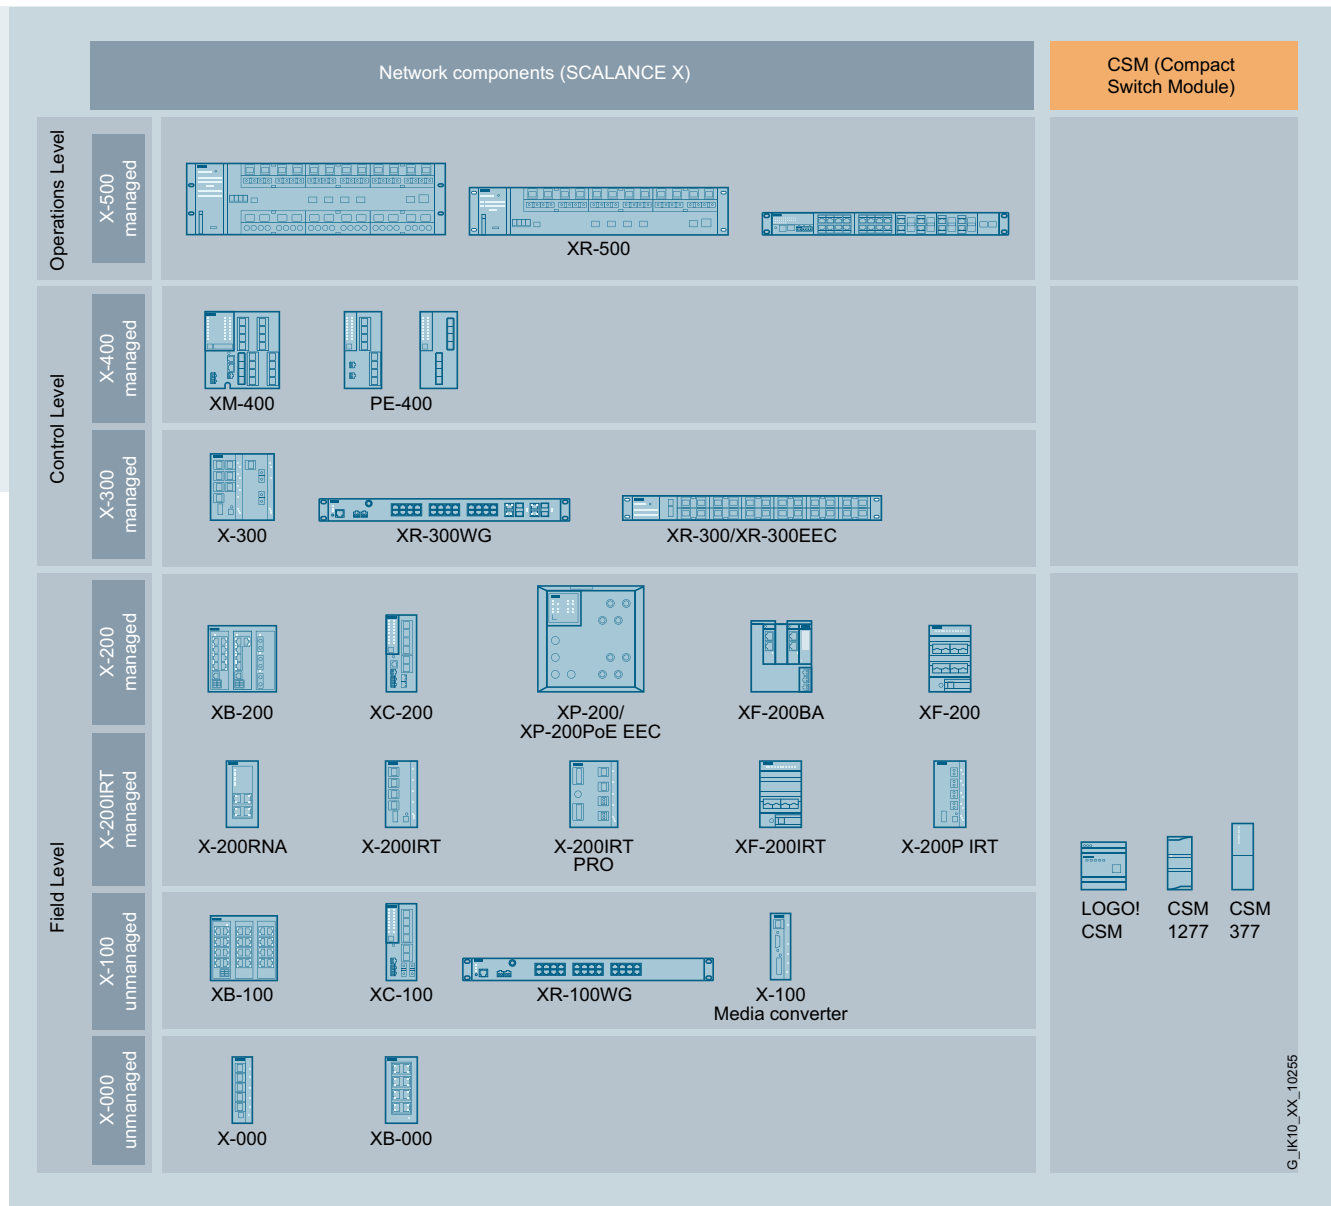 Network components (SCALANCE X)
CSM (Compact
Switch Module)
Operations Level
X-500
managed
XR-500
Control Level
X-400
managed
XM-400
PE-400
X-300
managed
X-300
XR-300WG
XR-300/XR-300EEC
Field Level
X-200
managed
XB-200
XC-200
XP-200/
XP-200PoE EEC
XF-200BA
XF-200
X-200IRT
managed
X-200RNA
X-200IRT
X-200IRT
PRO
XF-200IRT
X-200P IRT
X-100
unmanaged
XB-100
XC-100
XR-100WG
X-100
Media converter
X-000
unmanaged
X-000
XB-000
LOGO!
CSM
CSM
1277
CSM
377
G_IK10_XX_10255